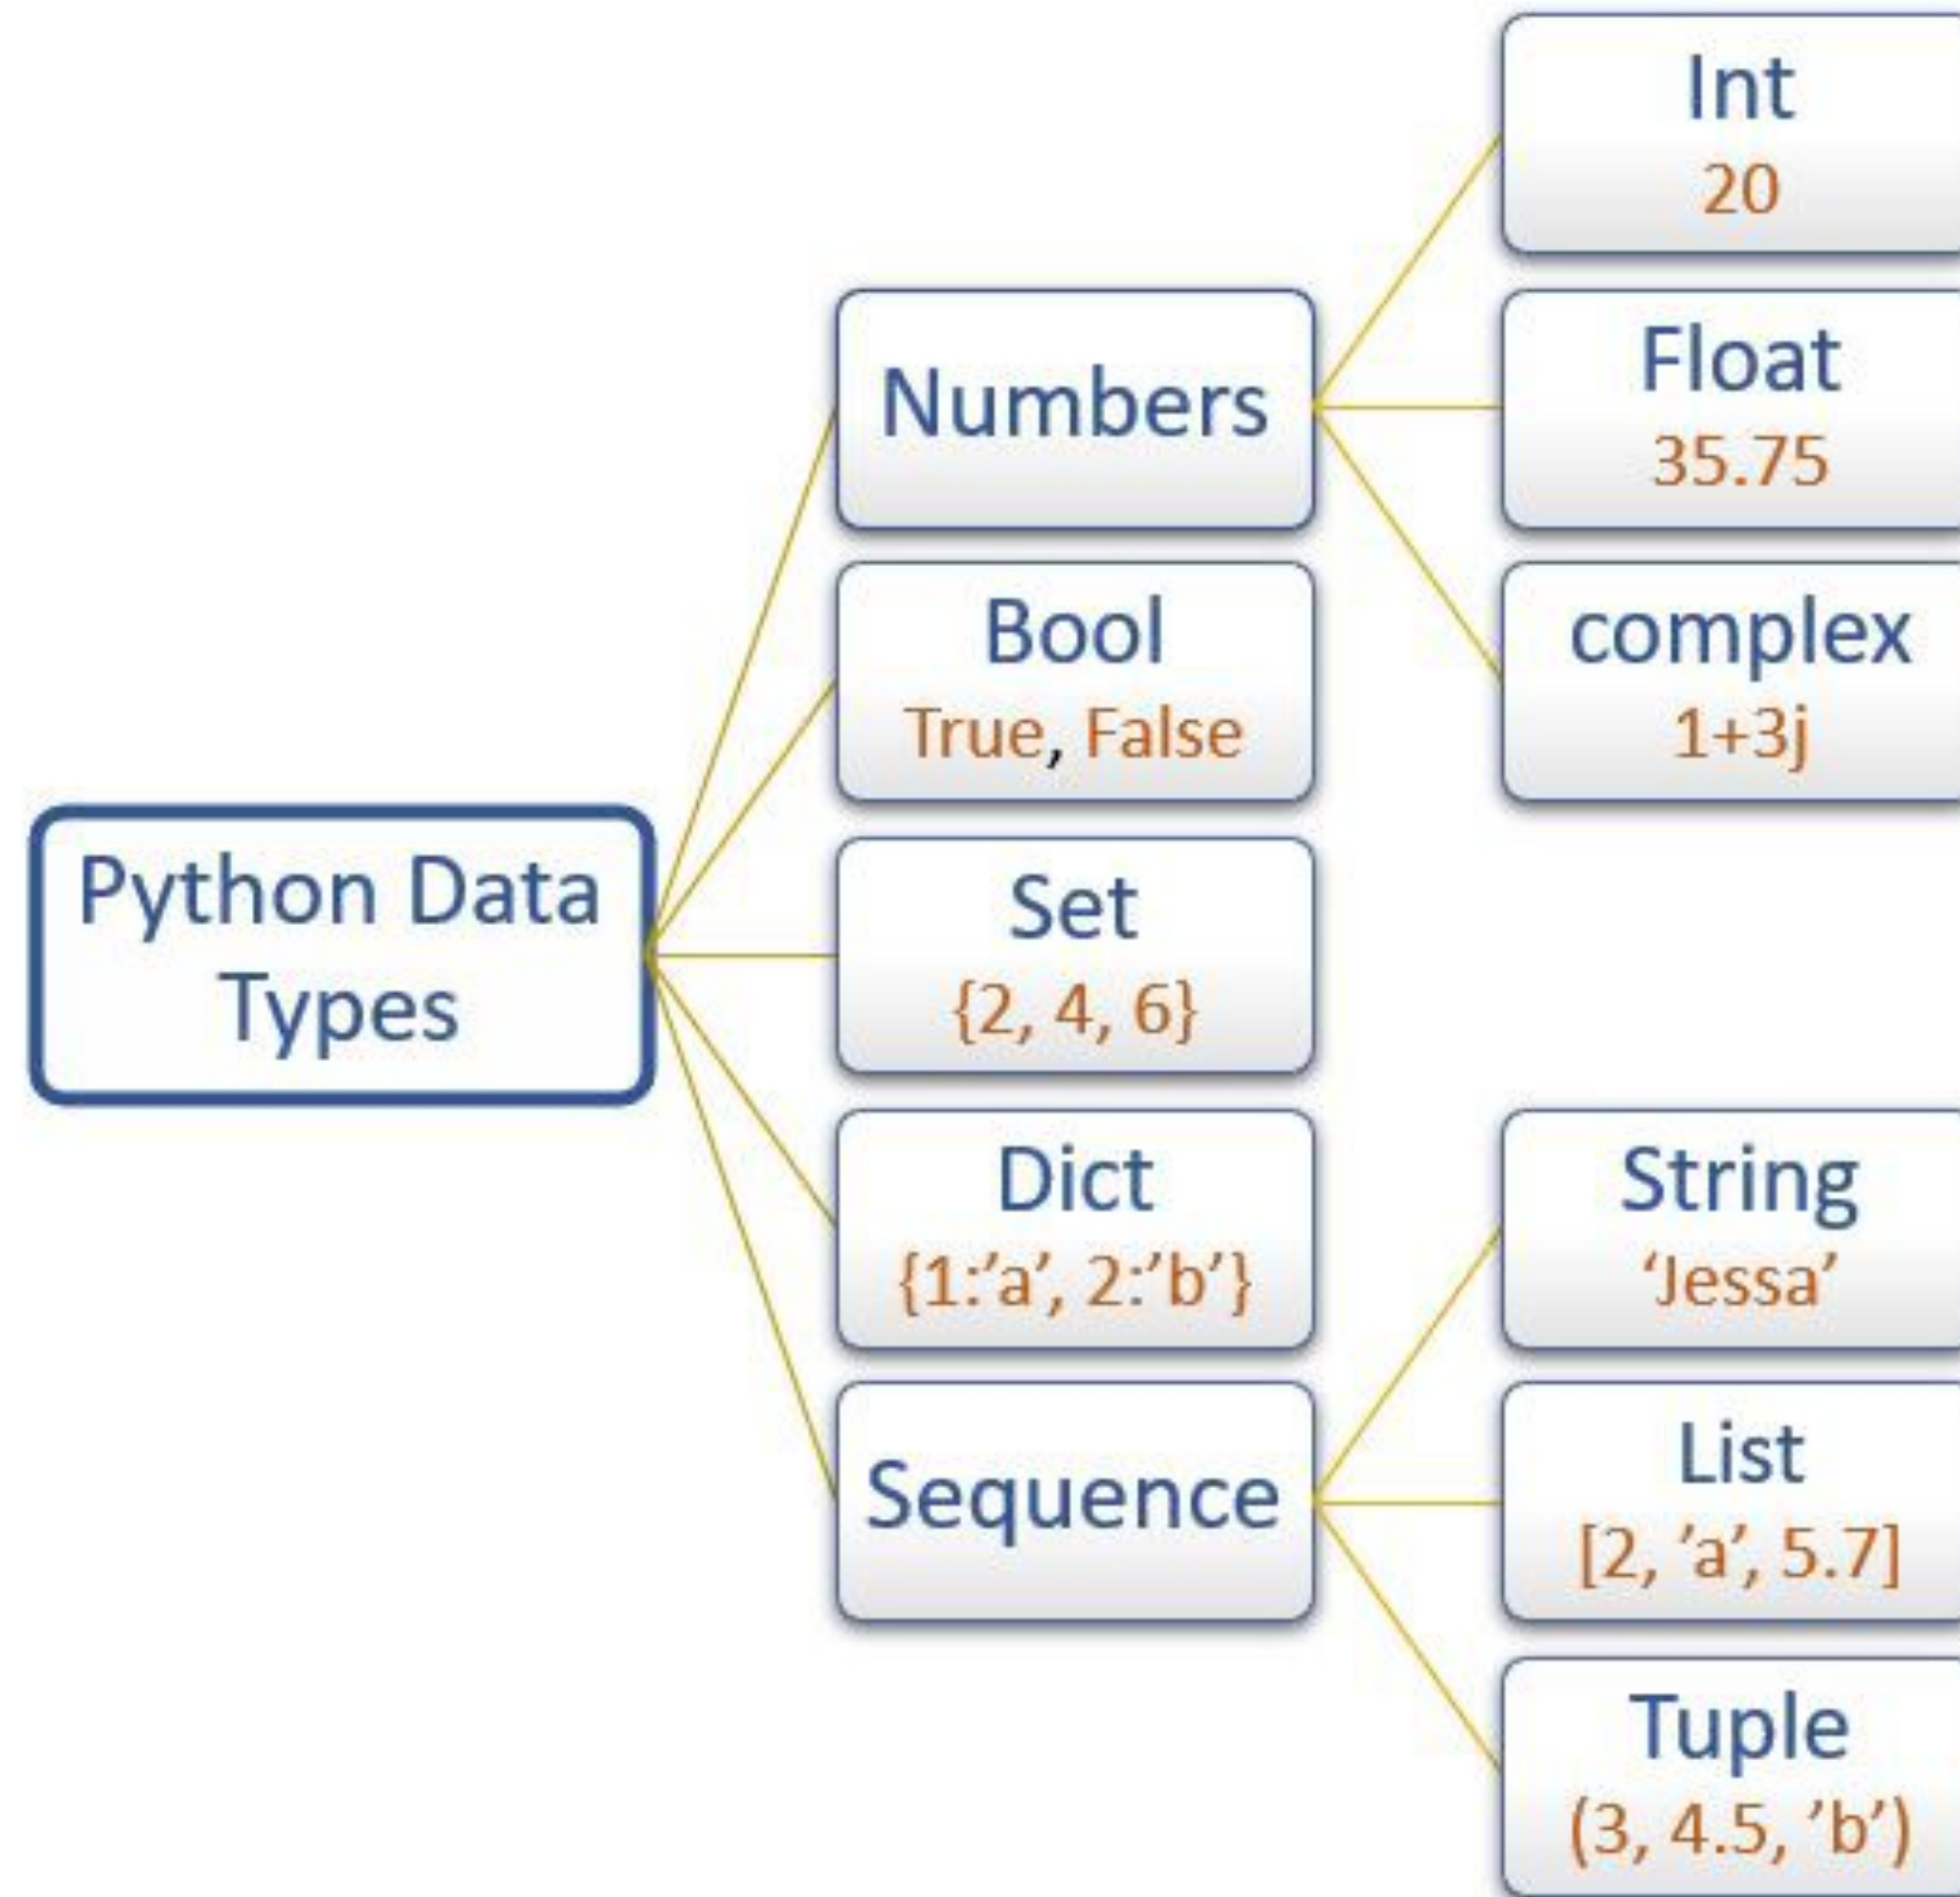 Python Data
Types
Numbers
Int
20
Float
35.75
complex
1+3j
Bool
True, False
Set
{2, 4, 6}
Dict
{1:’a’, 2:’b’}
Sequence
String
‘Jessa’
List
[2, ’a’, 5.7]
Tuple
(3, 4.5, ’b’)